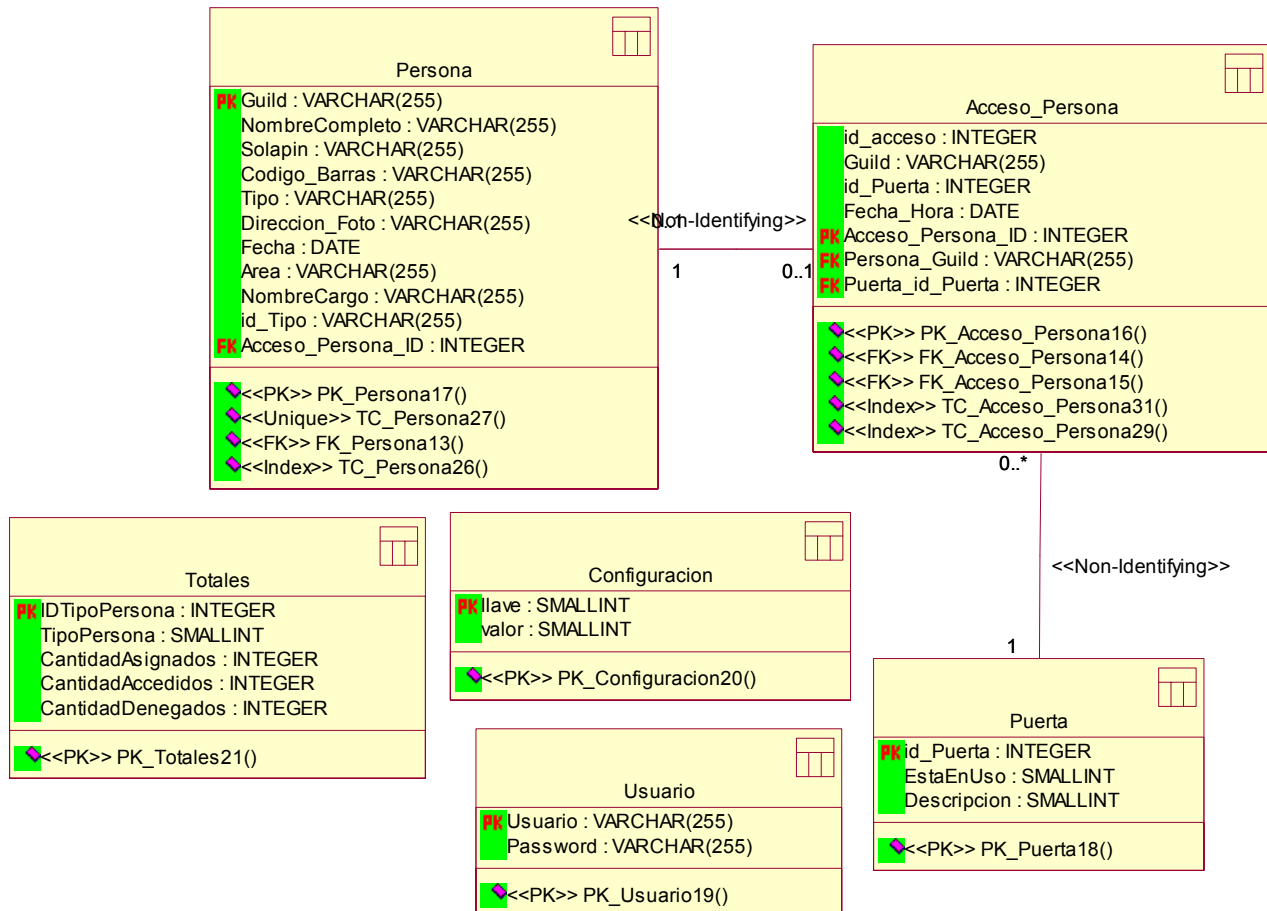 Persona
PK Guild : VARCHAR(255)
NombreCompleto : VARCHAR(255)
Solapin : VARCHAR(255)
Codigo_Barras : VARCHAR(255)
Tipo : VARCHAR(255)
Direccion_Foto : VARCHAR(255)
Fecha : DATE
Area : VARCHAR(255)
NombreCargo : VARCHAR(255)
id_Tipo : VARCHAR(255)
FK Acceso_Persona_ID : INTEGER
<<PK>> PK_Persona17()
<<Unique>> TC_Persona27()
<<FK>> FK_Persona13()
<<Index>> TC_Persona26()
<<Non-Identifying>>
0..1
1
0..1
Acceso_Persona
id_acceso : INTEGER
Guild : VARCHAR(255)
id_Puerta : INTEGER
Fecha_Hora : DATE
PK Acceso_Persona_ID : INTEGER
FK Persona_Guild : VARCHAR(255)
FK Puerta_id_Puerta : INTEGER
<<PK>> PK_Acceso_Persona16()
<<FK>> FK_Acceso_Persona14()
<<FK>> FK_Acceso_Persona15()
<<Index>> TC_Acceso_Persona31()
<<Index>> TC_Acceso_Persona29()
0..*
<<Non-Identifying>>
1
Totales
PK IDTipoPersona : INTEGER
TipoPersona : SMALLINT
CantidadAsignados : INTEGER
CantidadAccedidos : INTEGER
CantidadDenegados : INTEGER
<<PK>> PK_Totales21()
Configuracion
PK llave : SMALLINT
valor : SMALLINT
<<PK>> PK_Configuracion20()
Usuario
PK Usuario : VARCHAR(255)
Password : VARCHAR(255)
<<PK>> PK_Usuario19()
Puerta
PK id_Puerta : INTEGER
EstaEnUso : SMALLINT
Descripcion : SMALLINT
<<PK>> PK_Puerta18()